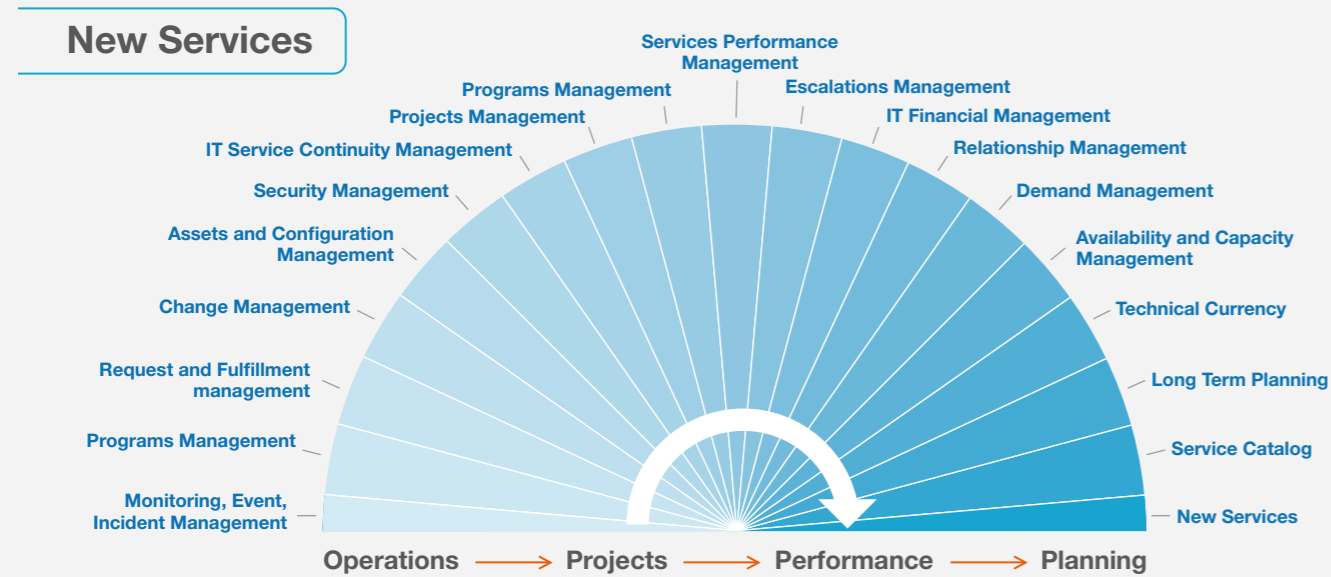 New Services
Services Performance
Management
Programs Management
Escalations Management
Projects Management
IT Financial Management
IT Service Continuity Management
Relationship Management
Security Management
Demand Management
Assets and Configuration
Management
Availability and Capacity
Management
Change Management
Technical Currency
Request and Fulfillment
management
Long Term Planning
Programs Management
Service Catalog
Monitoring, Event,
Incident Management
New Services
Operations → Projects → Performance → Planning